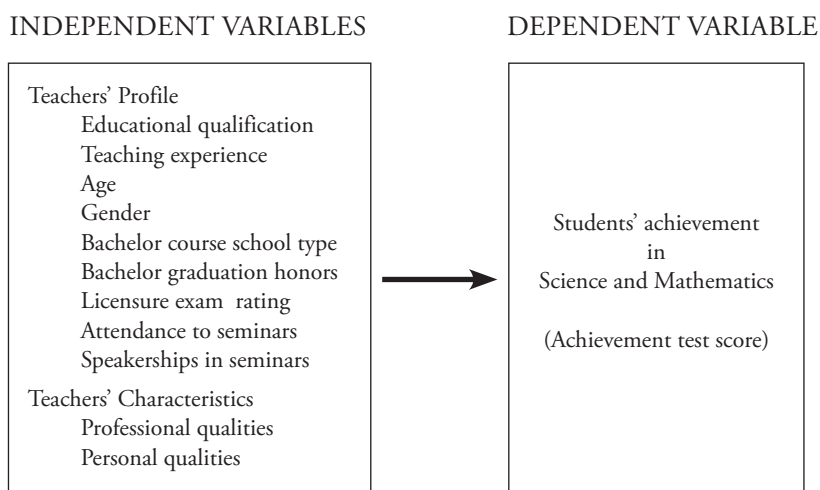 INDEPENDENT VARIABLES
Teachers’ Profile
Educational qualification
Teaching experience
Age
Gender
Bachelor course school type
Bachelor graduation honors
Licensure exam rating
Attendance to seminars
Speakerships in seminars
Teachers’ Characteristics
Professional qualities
Personal qualities
DEPENDENT VARIABLE
Students’ achievement
in
Science and Mathematics
(Achievement test score)